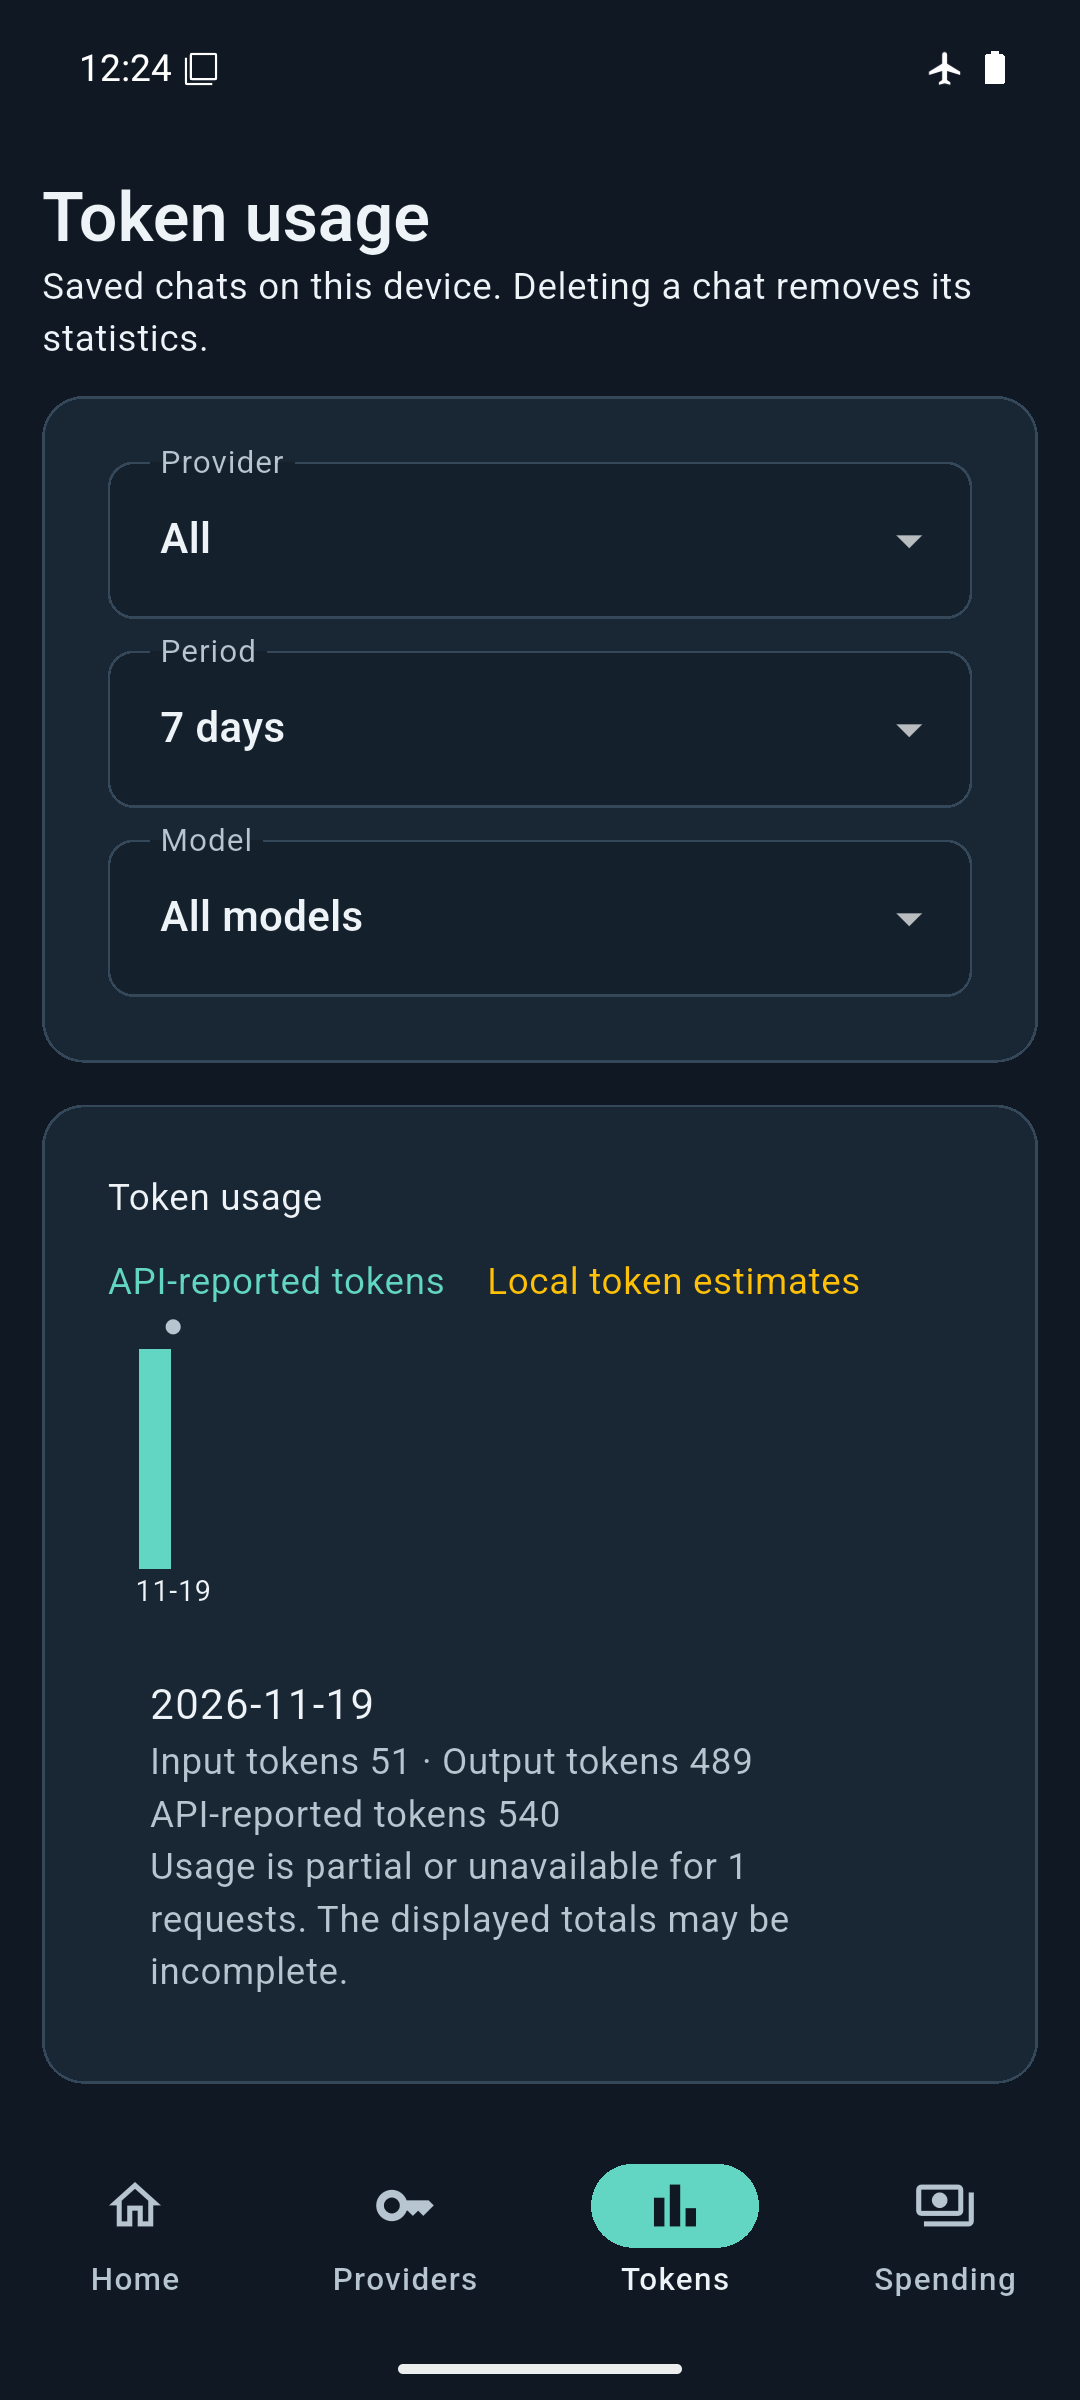 12:24
Token usage
Saved chats on this device. Deleting a chat removes its
statistics.
Provider
All
Period
7 days
Model
All models
Token usage
API-reported tokens Local token estimates
11-19
2026-11-19
Input tokens 51 · Output tokens 489
API-reported tokens 540
Usage is partial or unavailable for 1
requests. The displayed totals may be
incomplete.
Home Providers Tokens Spending